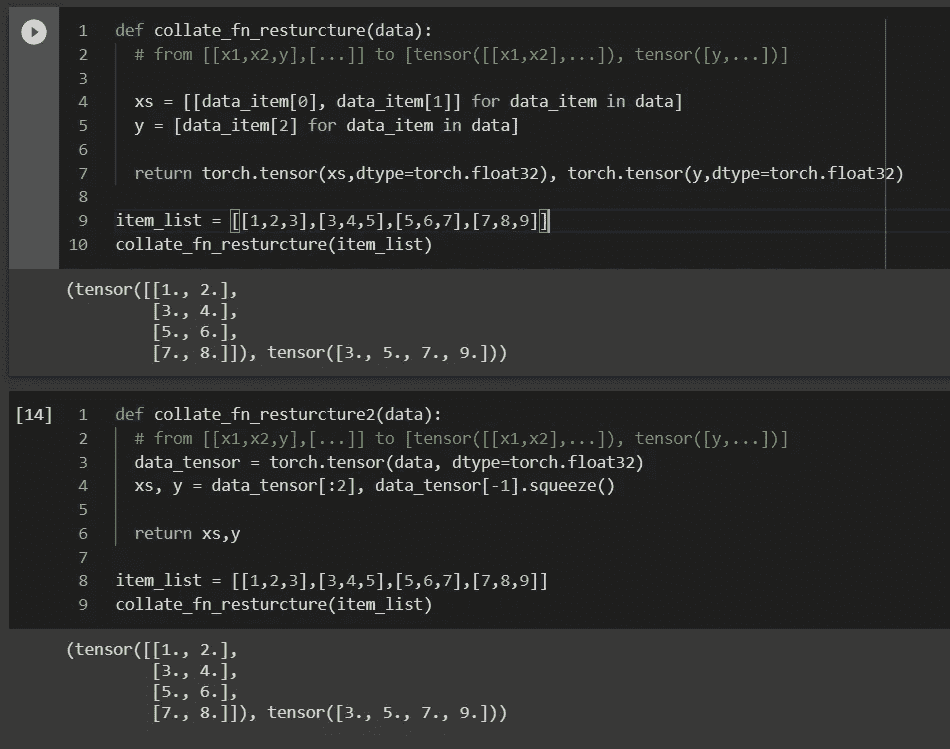 1 def collate_fn_resturcture(data):
2 # from [[x1,x2,y],[...]] to [tensor([[x1,x2],...]), tensor([y,...])]
3
4 xs = [[data_item[0], data_item[1]] for data_item in data]
5 y = [data_item[2] for data_item in data]
6
7 return torch.tensor(xs,dtype=torch.float32), torch.tensor(y,dtype=torch.float32)
8
9 item_list = [[1,2,3],[3,4,5],[5,6,7],[7,8,9]]
10 collate_fn_resturcture(item_list)
(tensor([[1., 2.],
[3., 4.],
[5., 6.],
[7., 8.]]), tensor([3., 5., 7., 9.]))
[14] 1 def collate_fn_resturcture2(data):
2 # from [[x1,x2,y],[...]] to [tensor([[x1,x2],...]), tensor([y,...])]
3 data_tensor = torch.tensor(data, dtype=torch.float32)
4 xs, y = data_tensor[:2], data_tensor[-1].squeeze()
5
6 return xs,y
7
8 item_list = [[1,2,3],[3,4,5],[5,6,7],[7,8,9]]
9 collate_fn_resturcture(item_list)
(tensor([[1., 2.],
[3., 4.],
[5., 6.],
[7., 8.]]), tensor([3., 5., 7., 9.]))